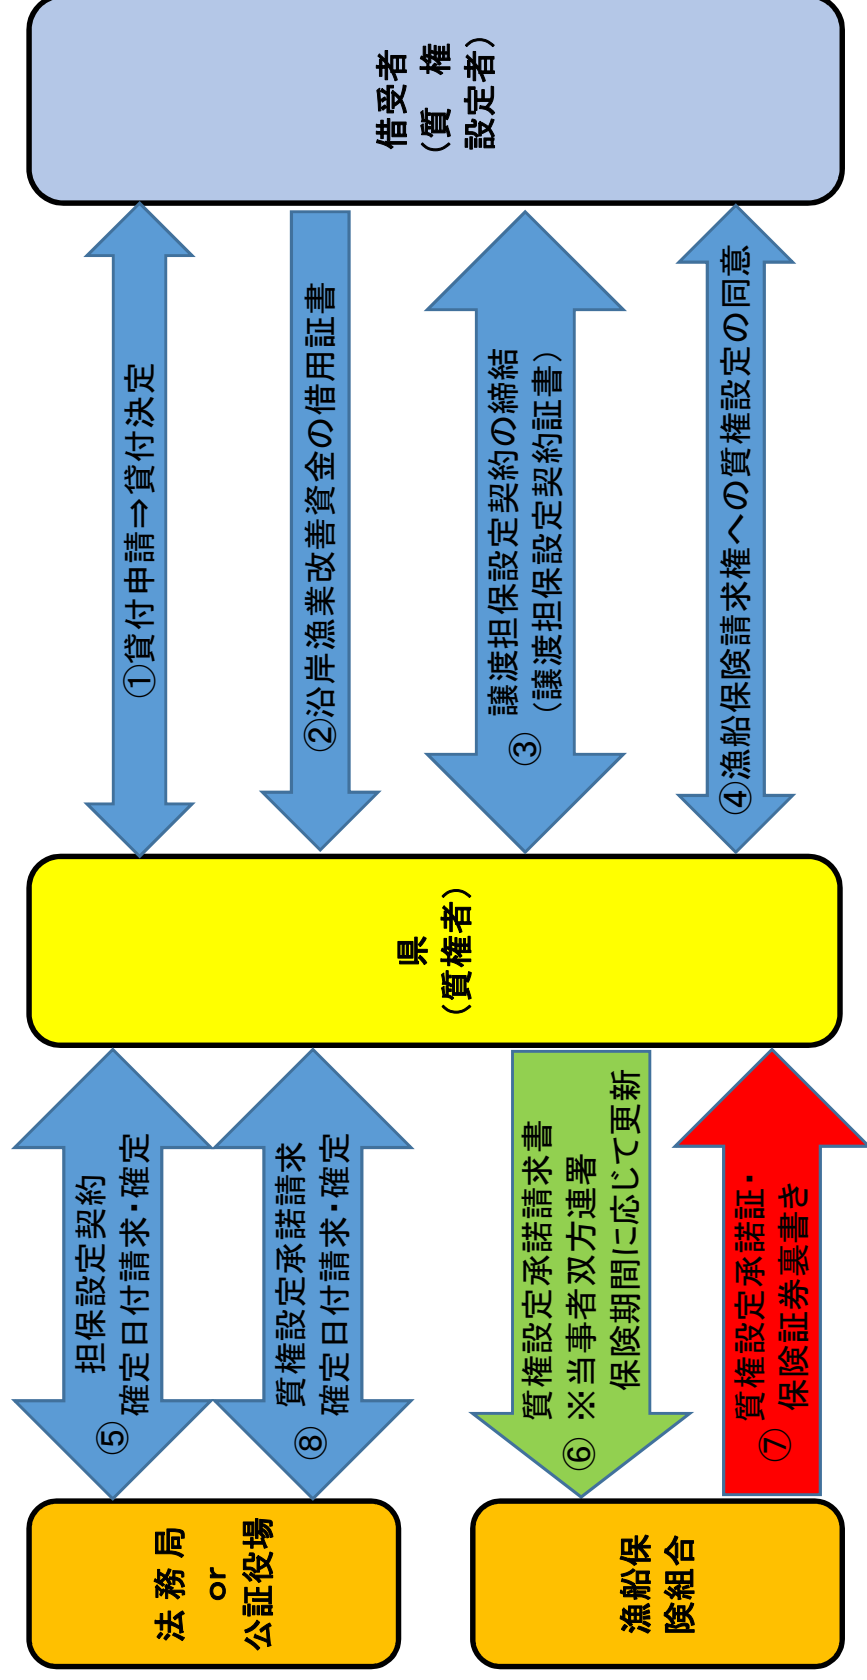 法務局
or
公証役場
漁船保
険組合
⑤
担保設定契約
確定日付請求・確定
⑧
質権設定承諾請求
確定日付請求・確定
⑥
質権設定承諾請求書
※当事者双方連署
保険期間に応じて更新
⑦
質権設定承諾証・
保険証券裏書き
県
（質権者）
①貸付申請⇒貸付決定
②沿岸漁業改善資金の借用証書
③
譲渡担保設定契約の締結
（譲渡担保設定契約証書）
④漁船保険請求権への質権設定の同意
借受者
（質　権
設定者）